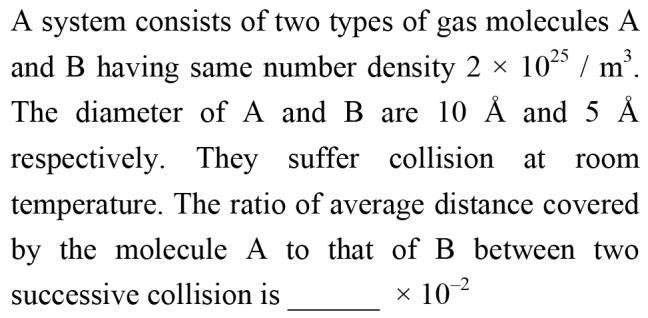 A system consists of two types of gas molecules A
and B having same number density 2 × 10²⁵ / m³.
The diameter of A and B are 10 Å and 5 Å
respectively. They suffer collision at room
temperature. The ratio of average distance covered
by the molecule A to that of B between two
successive collision is ________ × 10⁻²